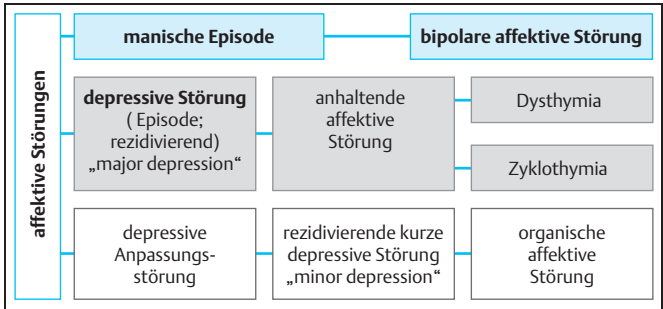 affektive Störungen
manische Episode
bipolare affektive Störung
depressive Störung
( Episode;
rezidivierend)
„major depression“
anhaltende
affektive
Störung
Dysthymia
Zyklothymia
depressive
Anpassungs-
störung
rezidivierende kurze
depressive Störung
„minor depression“
organische
affektive
Störung